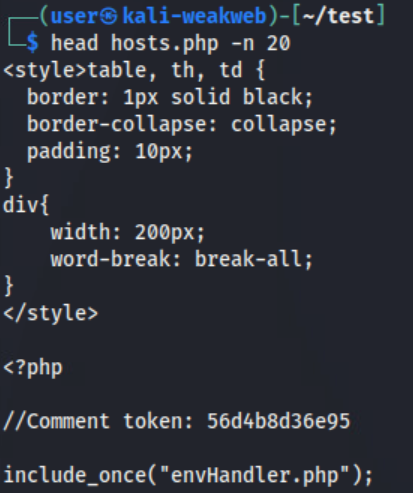 ┌──(user㉿kali-weakweb)-[~/test]
└─$ head hosts.php -n 20
<style>table, th, td {
  border: 1px solid black;
  border-collapse: collapse;
  padding: 10px;
}
div{
    width: 200px;
    word-break: break-all;
}
</style>

<?php

//Comment token: 56d4b8d36e95

include_once("envHandler.php");